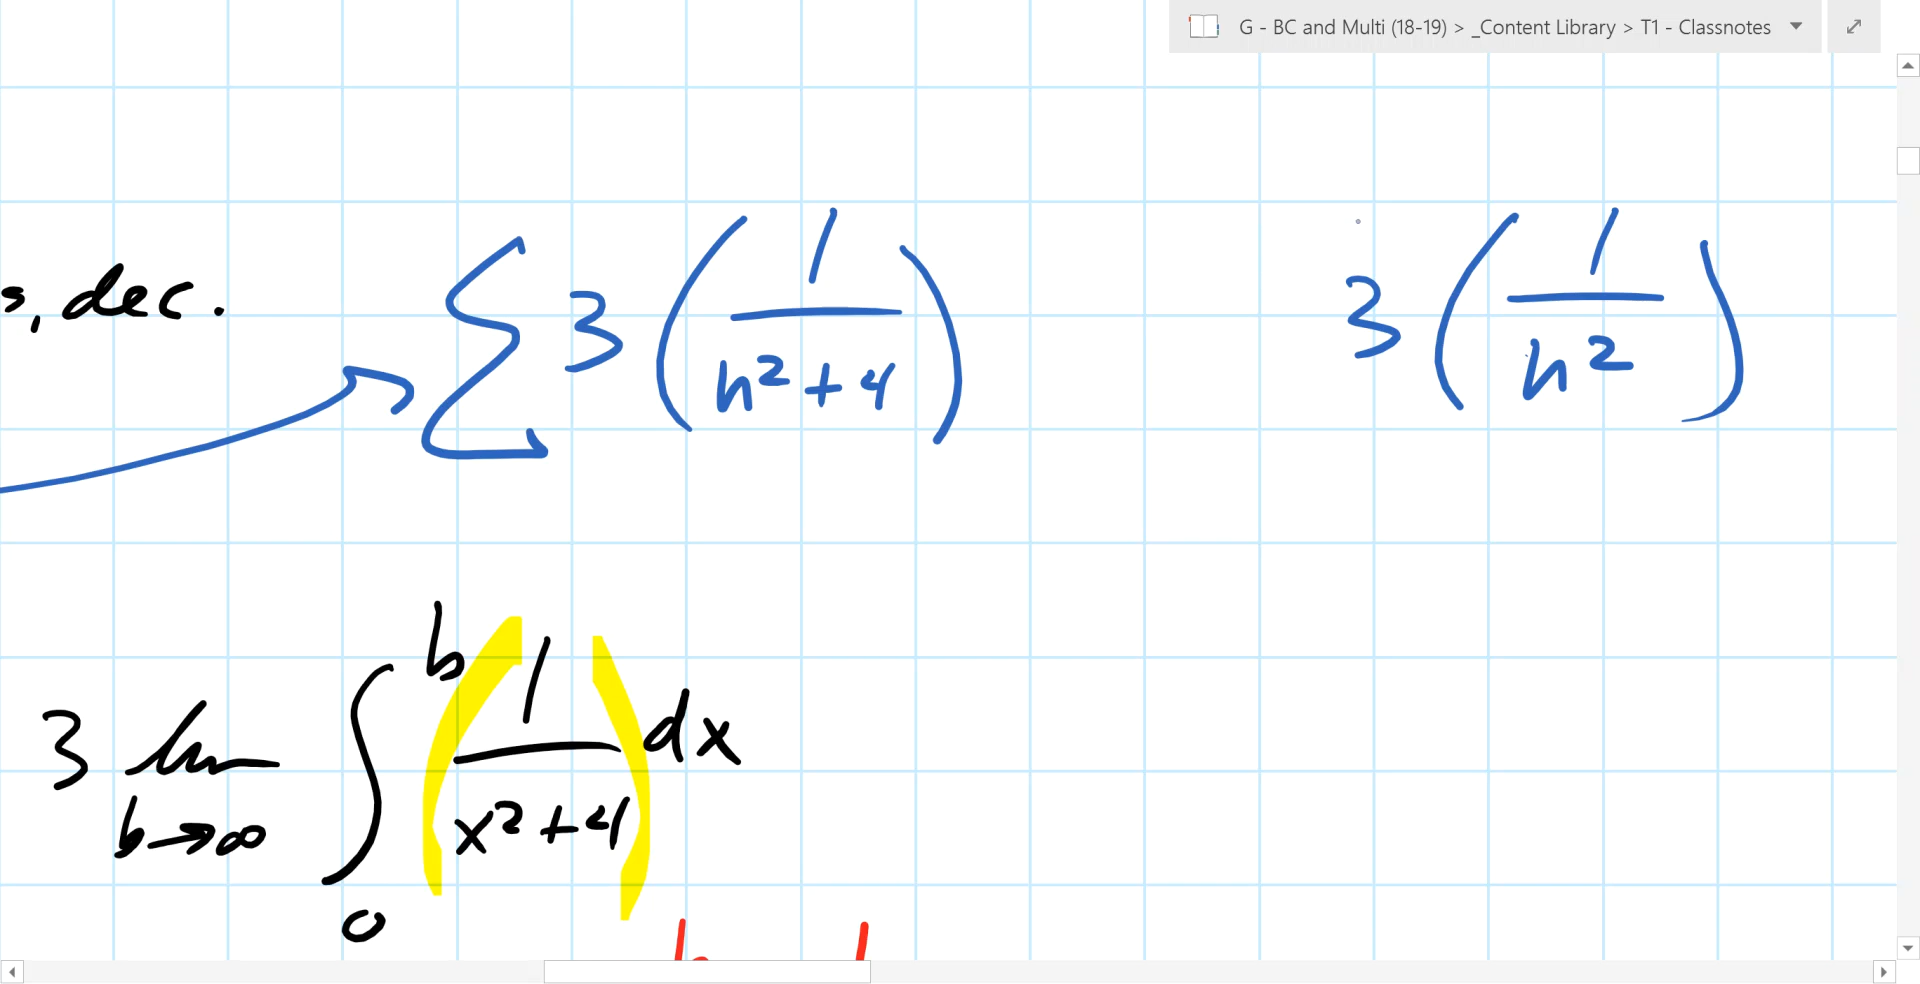 G - BC and Multi (18-19) > _Content Library > T1 - Classnotes
s, dec.
∑ 3 ( 1 / (n² + 4) )
3 ( 1 / n² )
3 lim b→∞ ∫₀ᵇ ( 1 / (x² + 4) ) dx